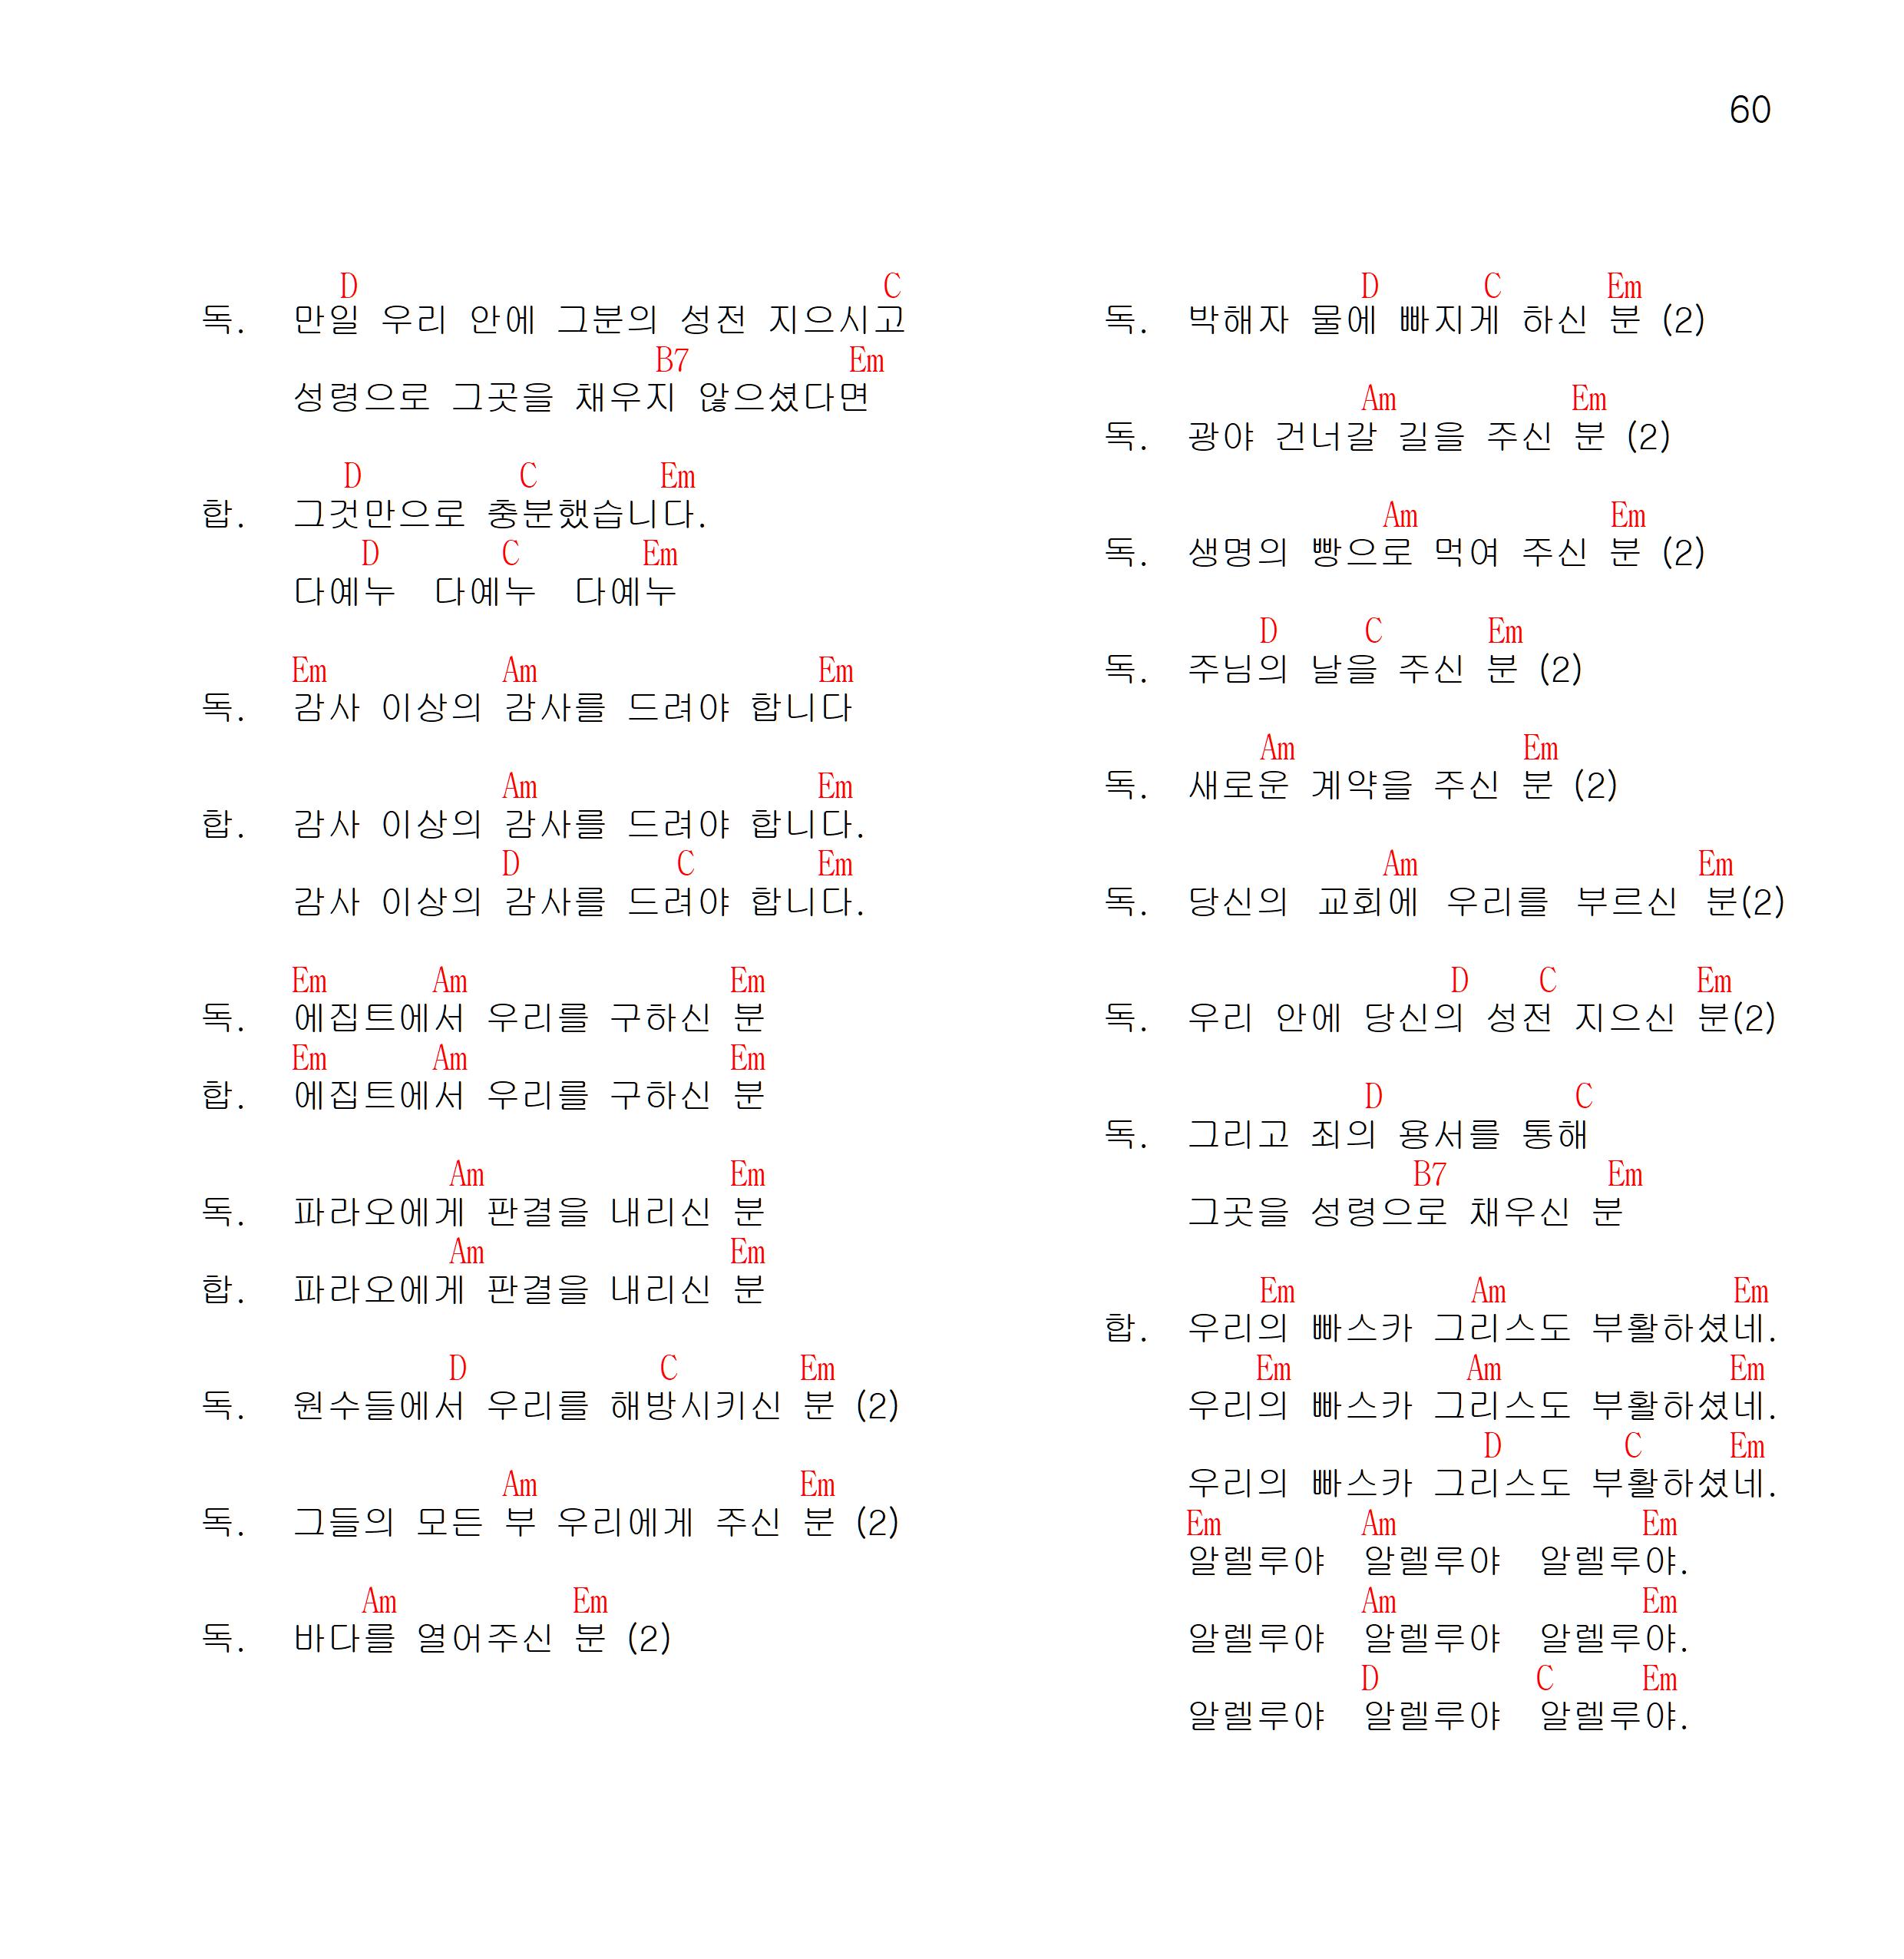 60
D C
독. 만일 우리 안에 그분의 성전 지으시고
B7 Em
성령으로 그곳을 채우지 않으셨다면
D C Em
합. 그것만으로 충분했습니다.
D C Em
다예누 다예누 다예누
Em Am Em
독. 감사 이상의 감사를 드려야 합니다
Am Em
합. 감사 이상의 감사를 드려야 합니다.
D C Em
감사 이상의 감사를 드려야 합니다.
Em Am Em
독. 에집트에서 우리를 구하신 분
Em Am Em
합. 에집트에서 우리를 구하신 분
Am Em
독. 파라오에게 판결을 내리신 분
Am Em
합. 파라오에게 판결을 내리신 분
D C Em
독. 원수들에서 우리를 해방시키신 분 (2)
Am Em
독. 그들의 모든 부 우리에게 주신 분 (2)
Am Em
독. 바다를 열어주신 분 (2)
D C Em
독. 박해자 물에 빠지게 하신 분 (2)
Am Em
독. 광야 건너갈 길을 주신 분 (2)
Am Em
독. 생명의 빵으로 먹여 주신 분 (2)
D C Em
독. 주님의 날을 주신 분 (2)
Am Em
독. 새로운 계약을 주신 분 (2)
Am Em
독. 당신의 교회에 우리를 부르신 분(2)
D C Em
독. 우리 안에 당신의 성전 지으신 분(2)
D C
독. 그리고 죄의 용서를 통해
B7 Em
그곳을 성령으로 채우신 분
Em Am Em
합. 우리의 빠스카 그리스도 부활하셨네.
Em Am Em
우리의 빠스카 그리스도 부활하셨네.
D C Em
우리의 빠스카 그리스도 부활하셨네.
Em Am Em
알렐루야 알렐루야 알렐루야.
Am Em
알렐루야 알렐루야 알렐루야.
D C Em
알렐루야 알렐루야 알렐루야.